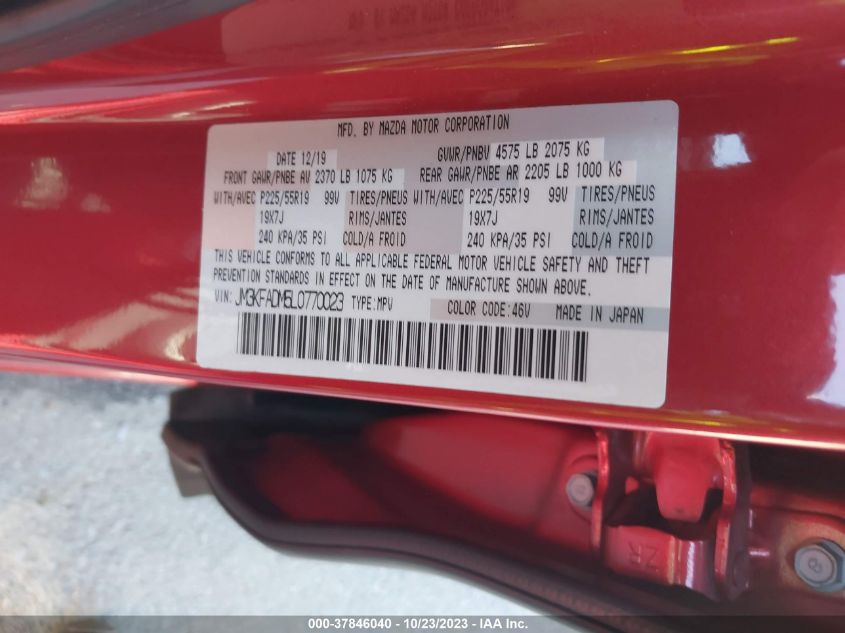 MFD. BY MAZDA MOTOR CORPORATION
DATE 12/19 GVWR/PNBV 4575 LB 2075 KG
FRONT GAWR/PNBE AV 2370 LB 1075 KG REAR GAWR/PNBE AR 2205 LB 1000 KG
WITH/AVEC P225/55R19 99V TIRES/PNEUS WITH/AVEC P225/55R19 99V TIRES/PNEUS
19X7J RIMS/JANTES 19X7J RIMS/JANTES
240 KPA/35 PSI COLD/A FROID 240 KPA/35 PSI COLD/A FROID
THIS VEHICLE CONFORMS TO ALL APPLICABLE FEDERAL MOTOR VEHICLE SAFETY AND THEFT
PREVENTION STANDARDS IN EFFECT ON THE DATE OF MANUFACTURE SHOWN ABOVE.
VIN: JM3KFADM5L0770023 TYPE:MPV COLOR CODE:46V MADE IN JAPAN
8
000-37846040 - 10/23/2023 - IAA Inc.